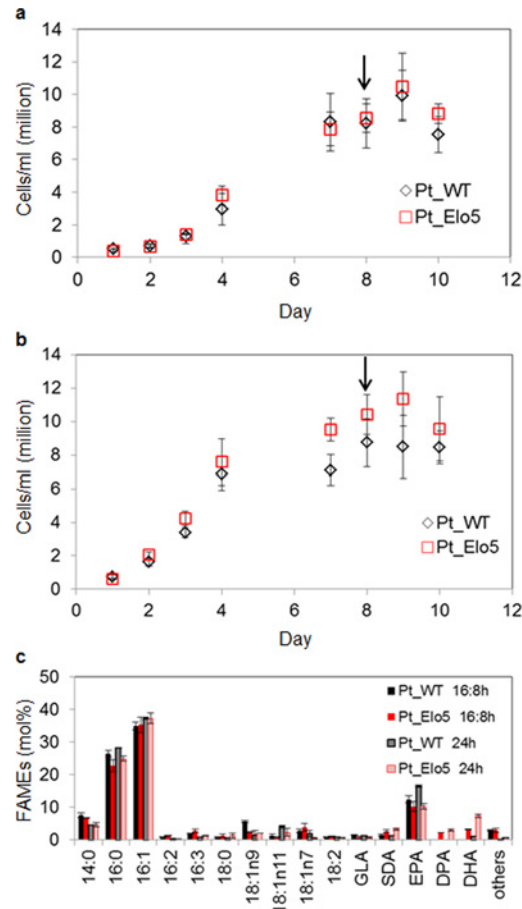 a
14
12
10
8
6
4
2
0
Cells/ml (million)
Pt_WT
Pt_Elo5
0 2 4 6 8 10 12
Day
b
14
12
10
8
6
4
2
0
Cells/ml (million)
Pt_WT
Pt_Elo5
0 2 4 6 8 10 12
Day
c
50
40
30
20
10
0
FAMEs (mol%)
Pt_WT 16:8h
Pt_Elo5 16:8h
Pt_WT 24h
Pt_Elo5 24h
14:0
16:0
16:1
16:2
16:3
18:0
18:1n9
18:1n11
18:1n7
18:2
GLA
SDA
EPA
DPA
DHA
others